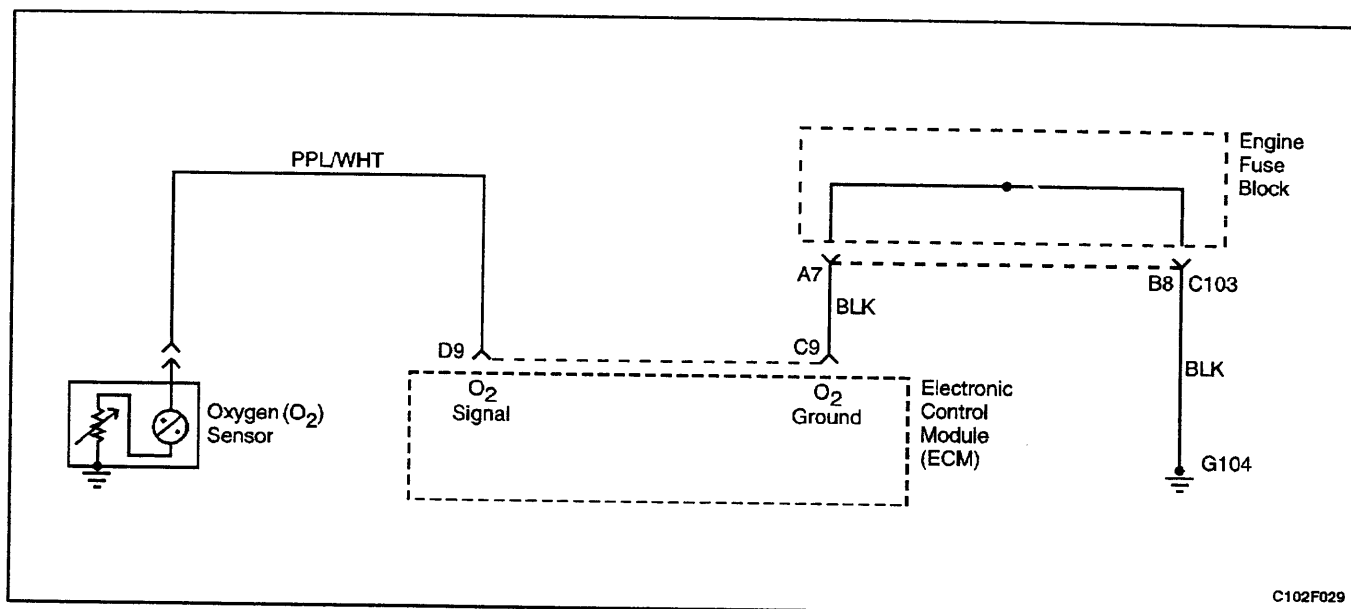 PPL/WHT
Engine
Fuse
Block
A7
B8 C103
BLK
D9
C9
BLK
O2
Signal
O2
Ground
Electronic
Control
Module
(ECM)
Oxygen (O2)
Sensor
G104
C102F029